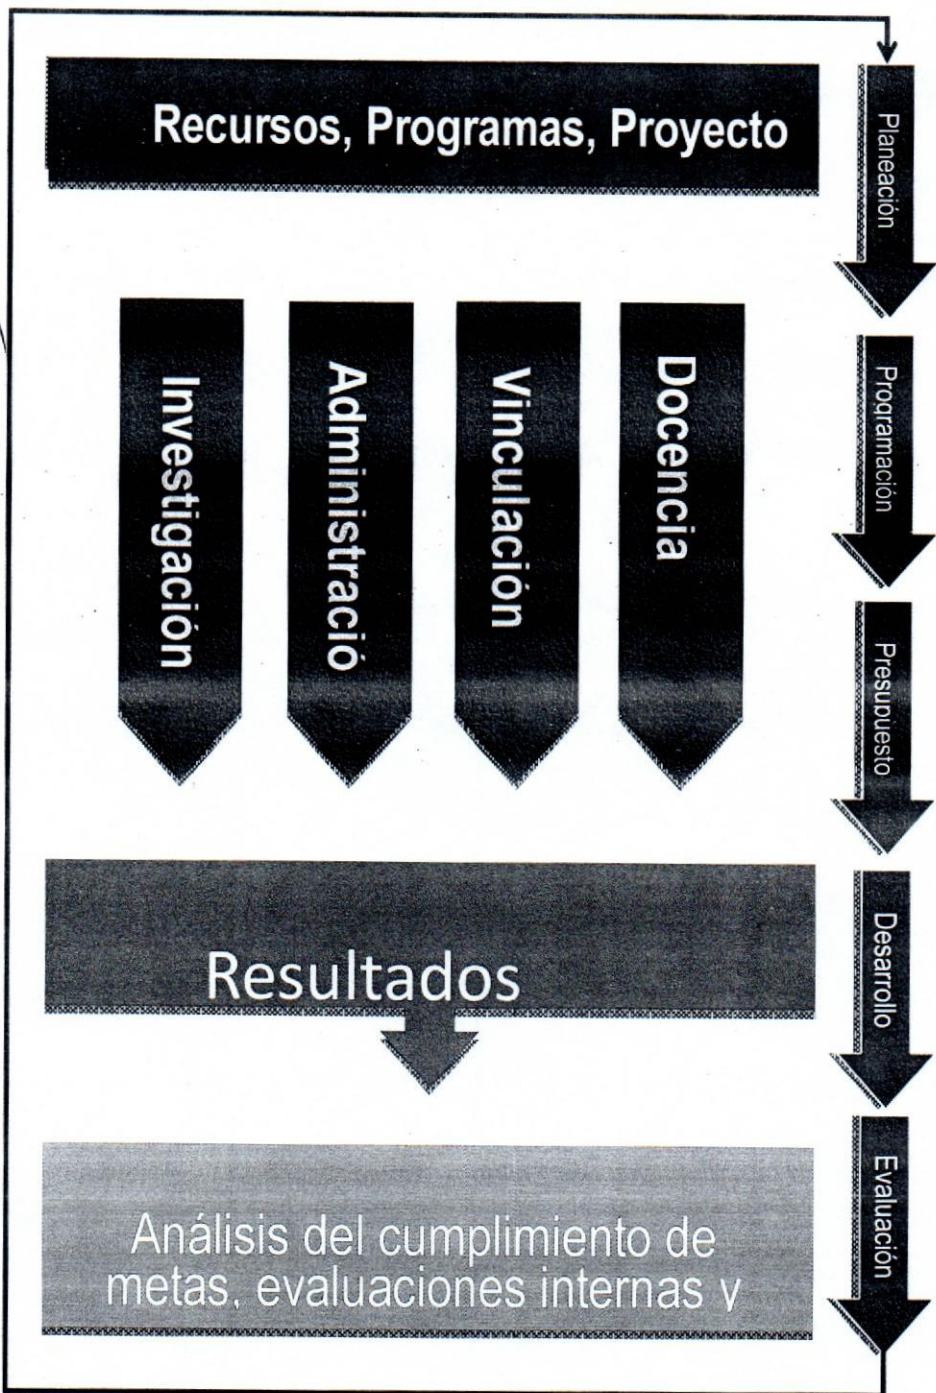 Recursos, Programas, Proyecto
Investigación
Administració
Vinculación
Docencia
Resultados
Análisis del cumplimiento de
metas, evaluaciones internas y
Planeación
Programación
Presupuesto
Desarrollo
Evaluación